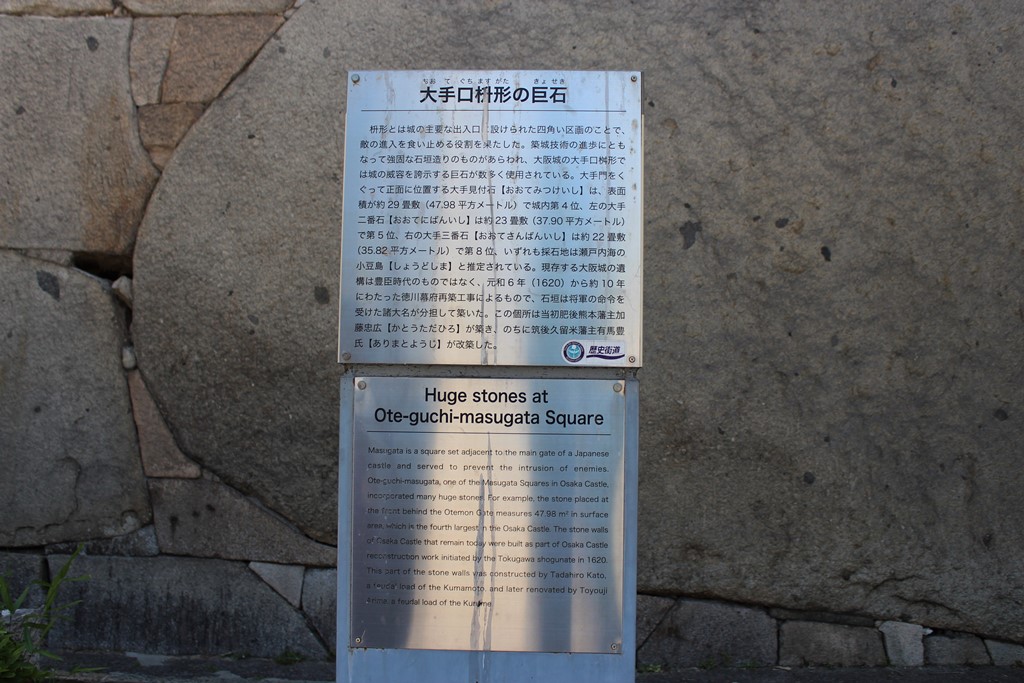 おお て ぐち ますがた きょ せき
大手口枡形の巨石
枡形とは城の主要な出入口に設けられた四角い区画のことで、
敵の進入を食い止める役割を果たした。築城技術の進歩にとも
なって強固な石垣造りのものがあらわれ、大阪城の大手口桝形で
は城の威容を誇示する巨石が数多く使用されている。大手門をく
ぐって正面に位置する大手見付石【おおてみつけいし】は、表面
積が約29畳敷（47.98平方メートル）で城内第４位、左の大手
二番石【おおてにばんいし】は約23畳敷（37.90平方メートル）
で第５位、右の大手三番石【おおてさんばんいし】は約22畳敷
（35.82平方メートル）で第８位、いずれも採石地は瀬戸内海の
小豆島【しょうどしま】と推定されている。現存する大阪城の遺
構は豊臣時代のものではなく、元和６年（1620）から約10年
にわたった徳川幕府再築工事によるもので、石垣は将軍の命令を
受けた諸大名が分担して築いた。この個所は当初肥後熊本藩主加
藤忠広【かとうただひろ】が築き、のちに筑後久留米藩主有馬豊
氏【ありまとようじ】が改築した。
歴史街道
Huge stones at
Ote-guchi-masugata Square
Masugata is a square set adjacent to the main gate of a Japanese
castle and served to prevent the intrusion of enemies.
Ote-guchi-masugata, one of the Masugata Squares in Osaka Castle,
incorporated many huge stones. For example, the stone placed at
the front behind the Otemon Gate measures 47.98 m² in surface
area, which is the fourth largest in the Osaka Castle. The stone walls
of Osaka Castle that remain today were built as part of Osaka Castle
reconstruction work initiated by the Tokugawa shogunate in 1620.
This part of the stone walls was constructed by Tadahiro Kato,
a feudal load of the Kumamoto, and later renovated by Toyouji
Arima, a feudal load of the Kurume.